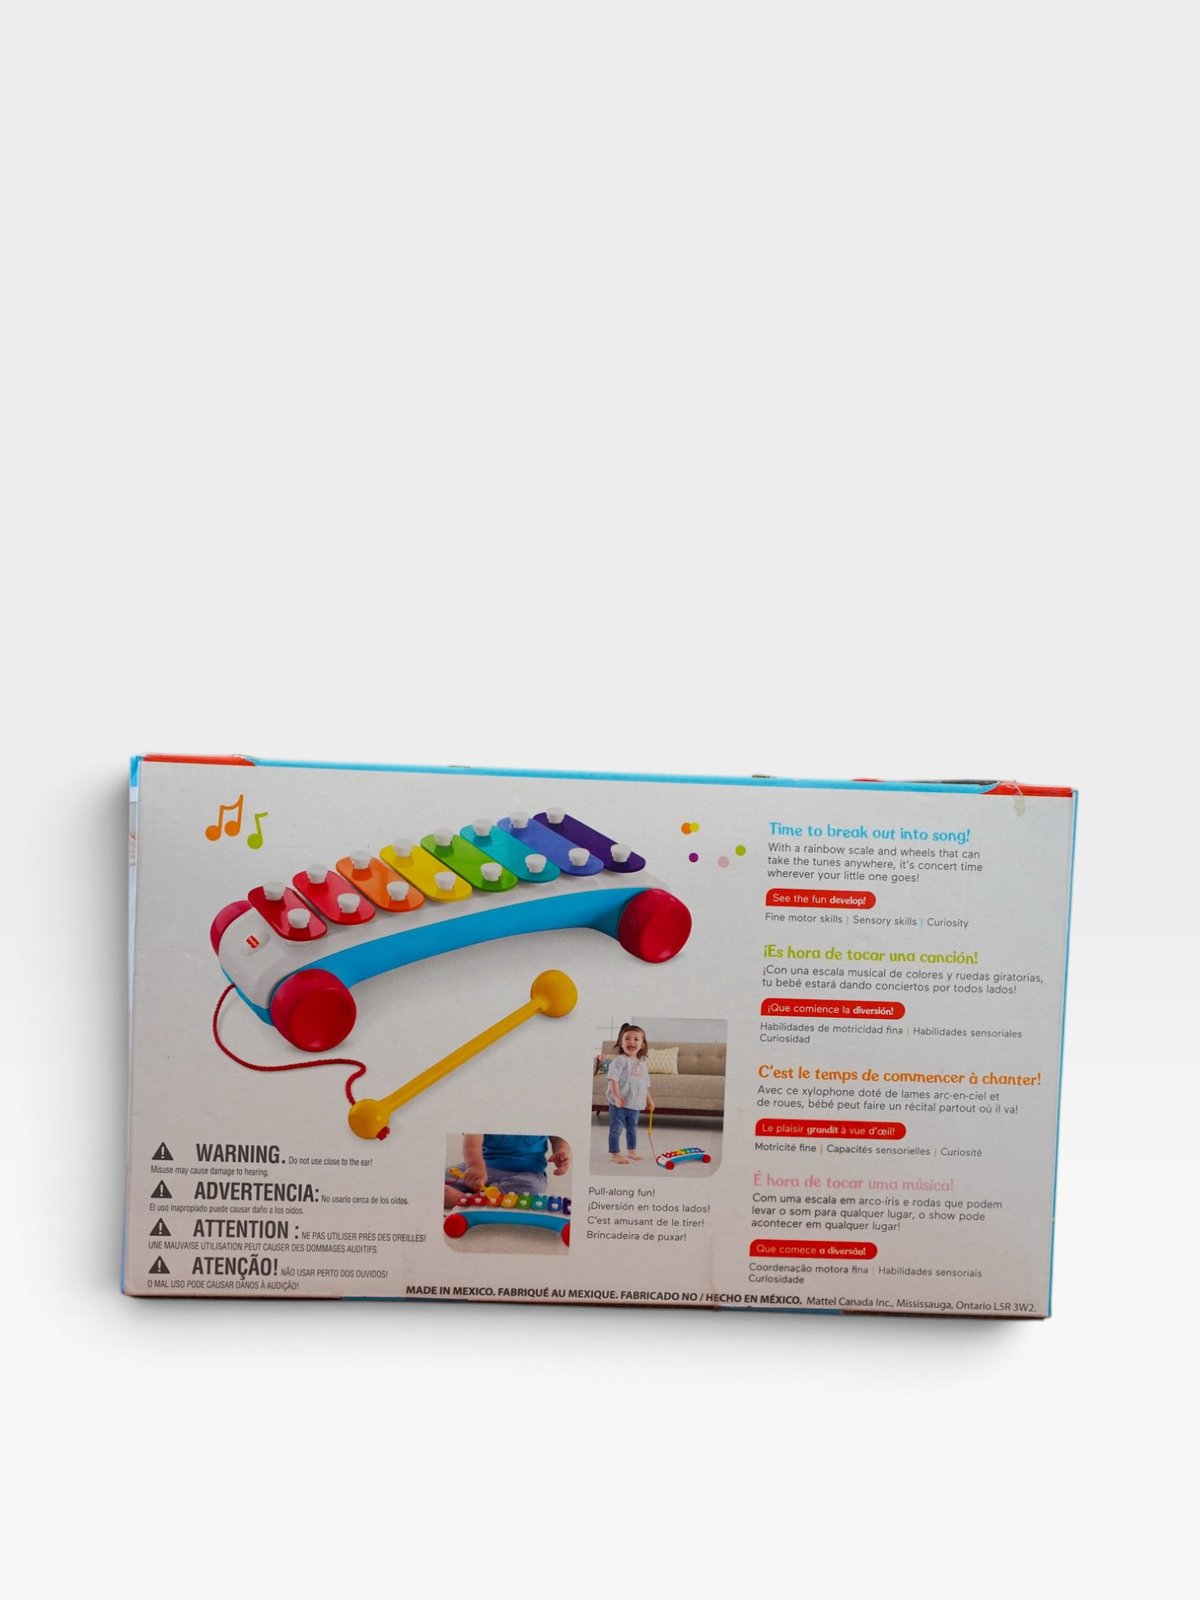 Time to break out into song!
With a rainbow scale and wheels that can
take the tunes anywhere, it's concert time
wherever your little one goes!
See the fun develop!
Fine motor skills | Sensory skills | Curiosity
¡Es hora de tocar una canción!
¡Con una escala musical de colores y ruedas giratorias,
tu bebé estará dando conciertos por todos lados!
¡Que comience la diversión!
Habilidades de motricidad fina | Habilidades sensoriales
Curiosidad
C'est le temps de commencer à chanter!
Avec ce xylophone doté de lames arc-en-ciel et
de roues, bébé peut faire un récital partout où il va!
Le plaisir grandit à vue d'œil!
Motricité fine | Capacités sensorielles | Curiosité
É hora de tocar uma música!
Com uma escala em arco-íris e rodas que podem
levar o som para qualquer lugar, o show pode
acontecer em qualquer lugar!
Que comece a diversão!
Coordenação motora fina | Habilidades sensoriais
Curiosidade
Pull-along fun!
¡Diversión en todos lados!
C'est amusant de le tirer!
Brincadeira de puxar!
WARNING. Do not use close to the ear!
Misuse may cause damage to hearing.
ADVERTENCIA: No usarlo cerca de los oídos.
El uso inapropiado puede causar daño a los oídos.
ATTENTION : NE PAS UTILISER PRÈS DES OREILLES!
UNE MAUVAISE UTILISATION PEUT CAUSER DES DOMMAGES AUDITIFS.
ATENÇÃO! NÃO USAR PERTO DOS OUVIDOS!
O MAL USO PODE CAUSAR DANOS À AUDIÇÃO!
MADE IN MEXICO. FABRIQUÉ AU MEXIQUE. FABRICADO NO / HECHO EN MÉXICO. Mattel Canada Inc., Mississauga, Ontario L5R 3W2.